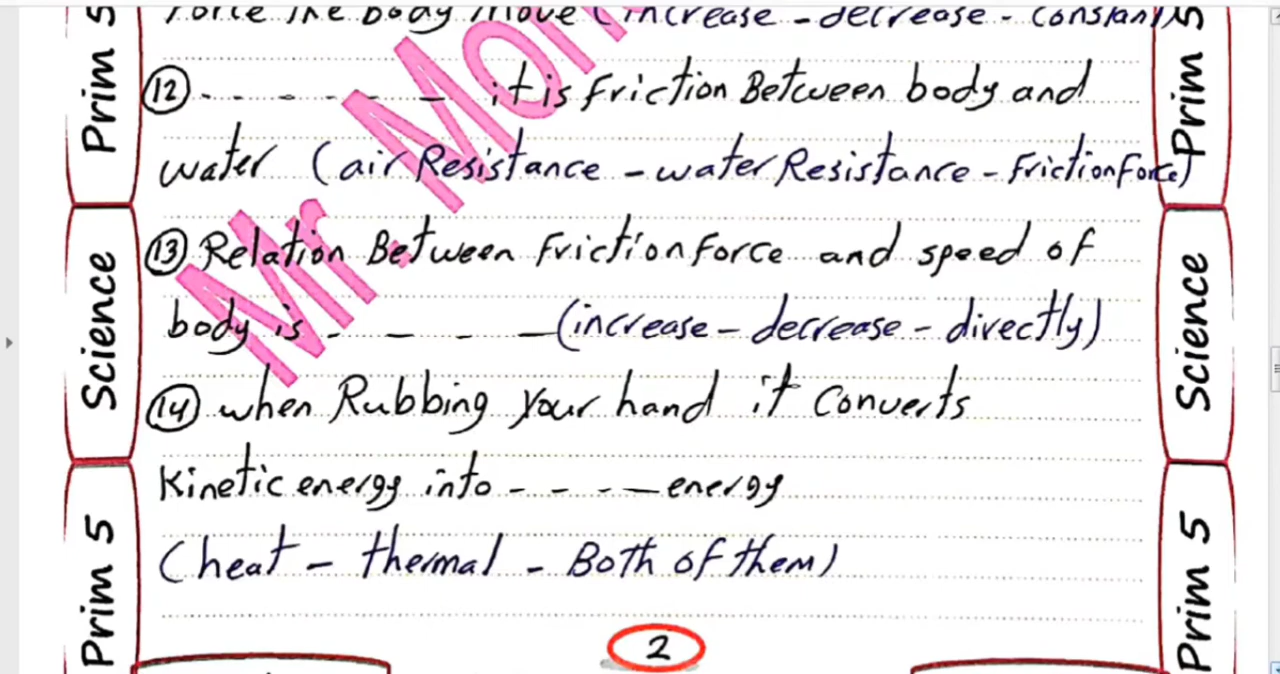 Force the Body move (increase - decrease - constant)
(12) - - - - - it is friction Between body and
water (air Resistance - water Resistance - Friction Force)
(13) Relation Between Friction Force and speed of
body is - - - - (increase - decrease - directly)
(14) when Rubbing your hand it converts
Kinetic energy into - - - - energy
(heat - thermal - Both of them)
2
Prim 5
Science
Prim 5
Prim 5
Science
Prim 5
Mr Mon